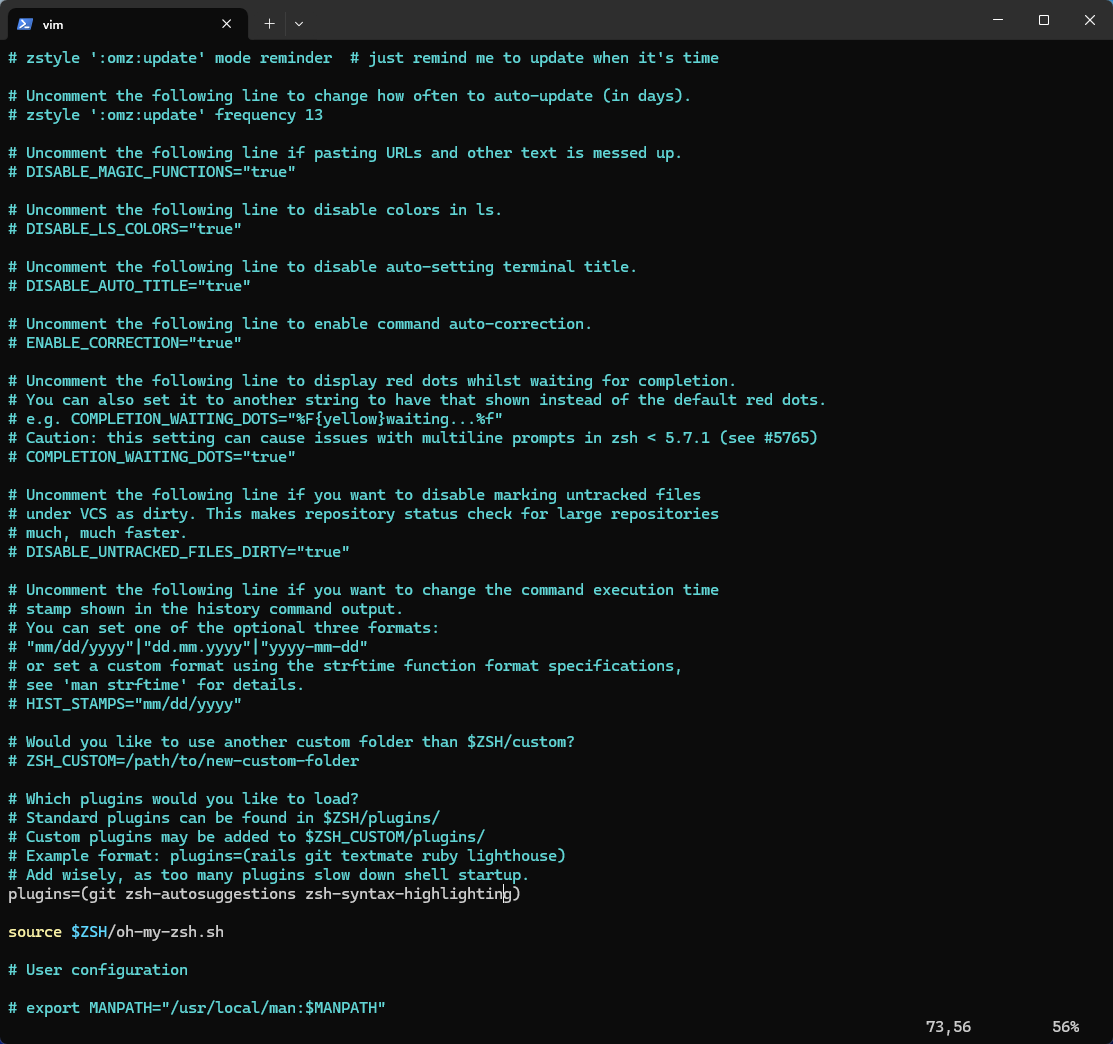 vim
# zstyle ':omz:update' mode reminder  # just remind me to update when it's time
# Uncomment the following line to change how often to auto-update (in days).
# zstyle ':omz:update' frequency 13
# Uncomment the following line if pasting URLs and other text is messed up.
# DISABLE_MAGIC_FUNCTIONS="true"
# Uncomment the following line to disable colors in ls.
# DISABLE_LS_COLORS="true"
# Uncomment the following line to disable auto-setting terminal title.
# DISABLE_AUTO_TITLE="true"
# Uncomment the following line to enable command auto-correction.
# ENABLE_CORRECTION="true"
# Uncomment the following line to display red dots whilst waiting for completion.
# You can also set it to another string to have that shown instead of the default red dots.
# e.g. COMPLETION_WAITING_DOTS="%F{yellow}waiting...%f"
# Caution: this setting can cause issues with multiline prompts in zsh < 5.7.1 (see #5765)
# COMPLETION_WAITING_DOTS="true"
# Uncomment the following line if you want to disable marking untracked files
# under VCS as dirty. This makes repository status check for large repositories
# much, much faster.
# DISABLE_UNTRACKED_FILES_DIRTY="true"
# Uncomment the following line if you want to change the command execution time
# stamp shown in the history command output.
# You can set one of the optional three formats:
# "mm/dd/yyyy"|"dd.mm.yyyy"|"yyyy-mm-dd"
# or set a custom format using the strftime function format specifications,
# see 'man strftime' for details.
# HIST_STAMPS="mm/dd/yyyy"
# Would you like to use another custom folder than $ZSH/custom?
# ZSH_CUSTOM=/path/to/new-custom-folder
# Which plugins would you like to load?
# Standard plugins can be found in $ZSH/plugins/
# Custom plugins may be added to $ZSH_CUSTOM/plugins/
# Example format: plugins=(rails git textmate ruby lighthouse)
# Add wisely, as too many plugins slow down shell startup.
plugins=(git zsh-autosuggestions zsh-syntax-highlighting)
source $ZSH/oh-my-zsh.sh
# User configuration
# export MANPATH="/usr/local/man:$MANPATH"
73,56 56%